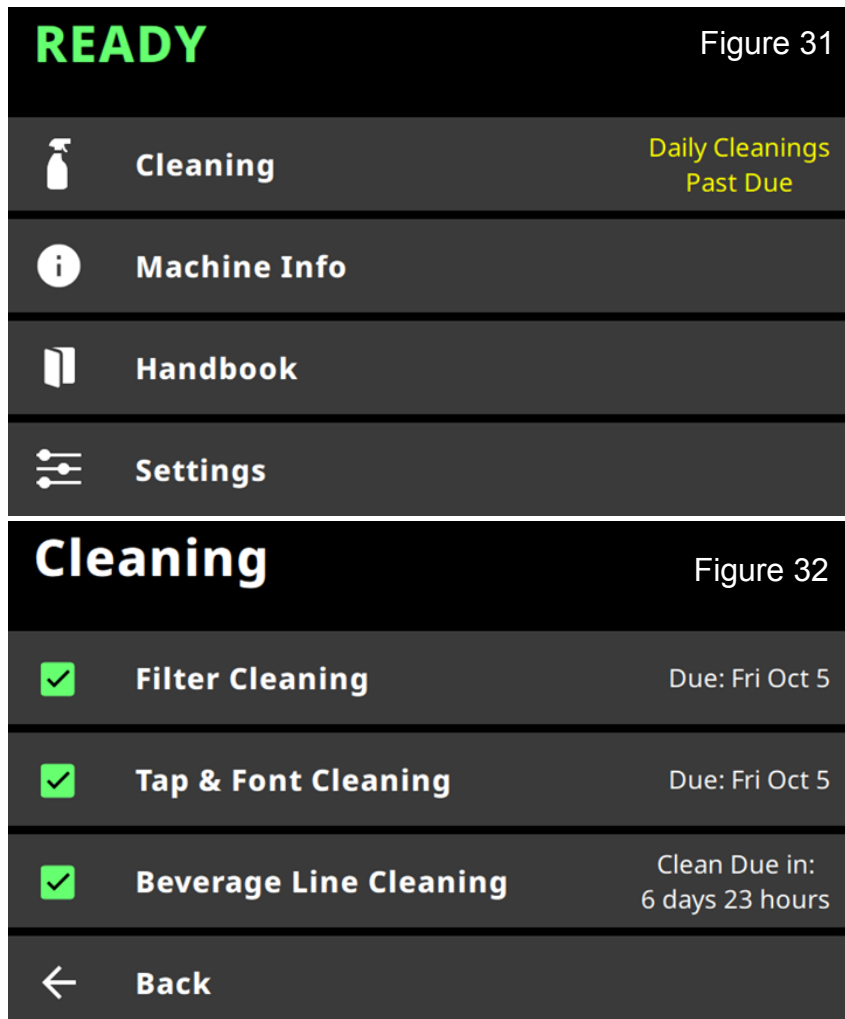 READY
Figure 31
Cleaning
Daily Cleanings
Past Due
Machine Info
Handbook
Settings
Cleaning
Figure 32
Filter Cleaning
Due: Fri Oct 5
Tap & Font Cleaning
Due: Fri Oct 5
Beverage Line Cleaning
Clean Due in:
6 days 23 hours
Back